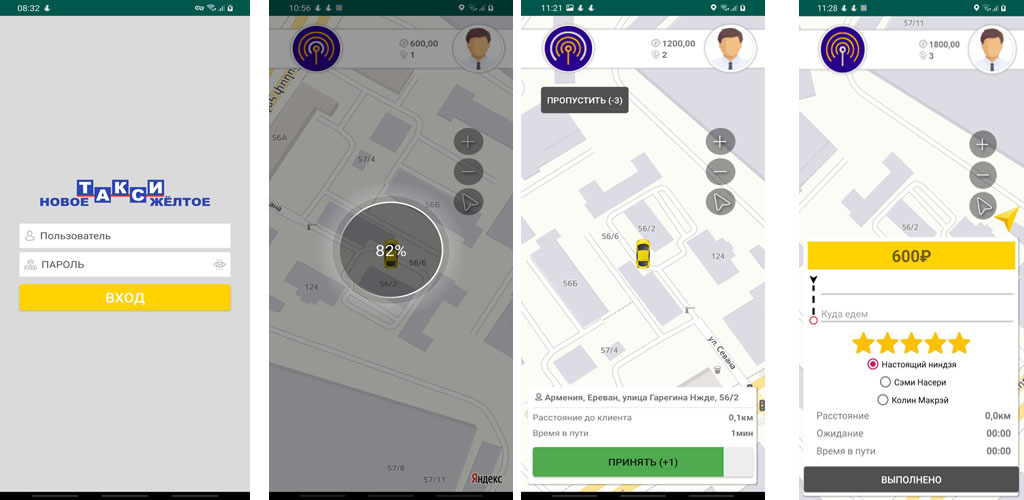 08:32
НОВОЕ ТАКСИ ЖЁЛТОЕ
Пользователь
ПАРОЛЬ
ВХОД
10:56
600,00
1
56А
57/4
56Б
56/6
82%
124
56/2
57/8
57/11
Яндекс
11:21
1200,00
2
ПРОПУСТИТЬ (-3)
57/4
56/2
56/6
124
56Б
ул. Севана
57/4
Армения, Ереван, улица Гарегина Нжде, 56/2
Расстояние до клиента 0,1км
Время в пути 1мин
ПРИНЯТЬ (+1)
11:28
57/11
1800,00
3
600₽
Куда едем
Настоящий ниндзя
Сэми Насери
Колин Макрэй
Расстояние 0,0км
Ожидание 00:00
Время в пути 00:00
ВЫПОЛНЕНО